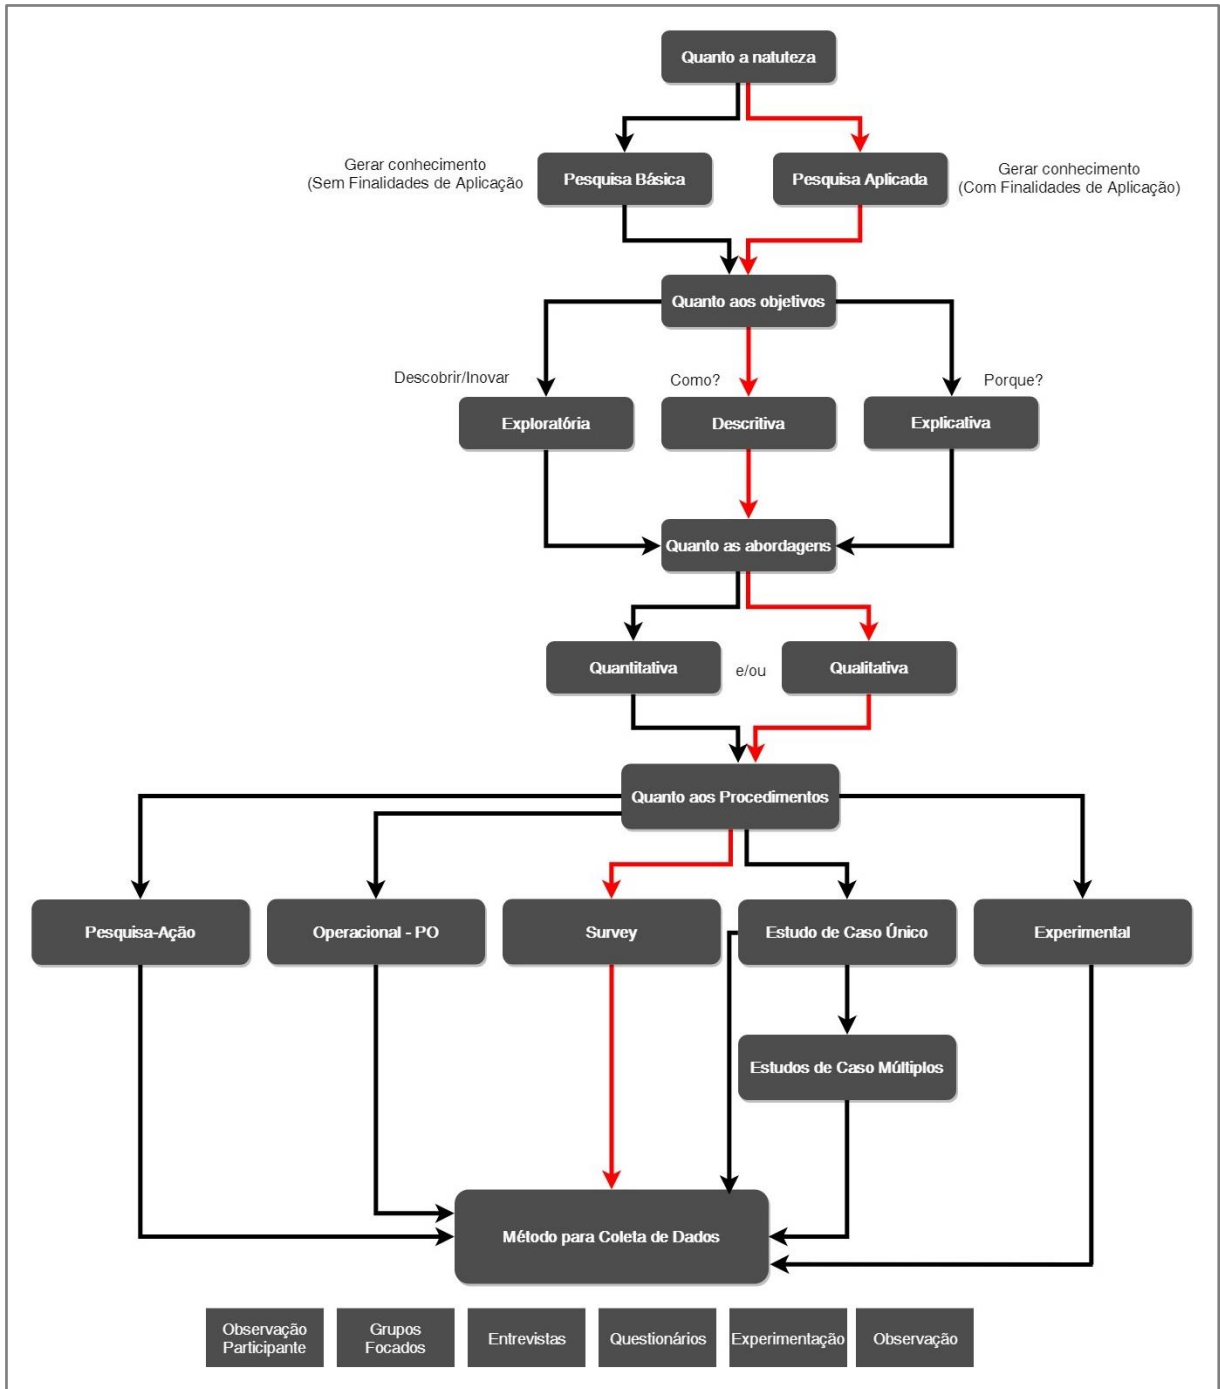 Quanto a natuteza
Gerar conhecimento
(Sem Finalidades de Aplicação
Pesquisa Básica
Pesquisa Aplicada
Gerar conhecimento
(Com Finalidades de Aplicação)
Quanto aos objetivos
Descobrir/Inovar
Como?
Porque?
Exploratória
Descritiva
Explicativa
Quanto as abordagens
Quantitativa
e/ou
Qualitativa
Quanto aos Procedimentos
Pesquisa-Ação
Operacional - PO
Survey
Estudo de Caso Único
Experimental
Estudos de Caso Múltiplos
Método para Coleta de Dados
Observação
Participante
Grupos
Focados
Entrevistas
Questionários
Experimentação
Observação